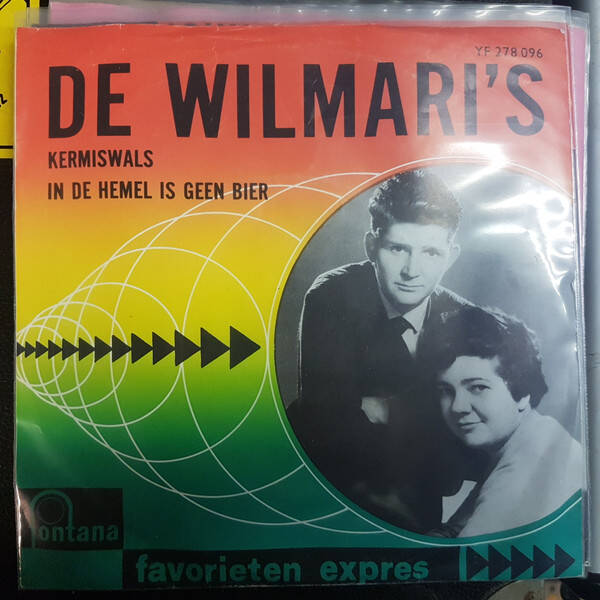 YF 278 096
DE WILMARI'S
KERMISWALS
IN DE HEMEL IS GEEN BIER
fontana
favorieten expres